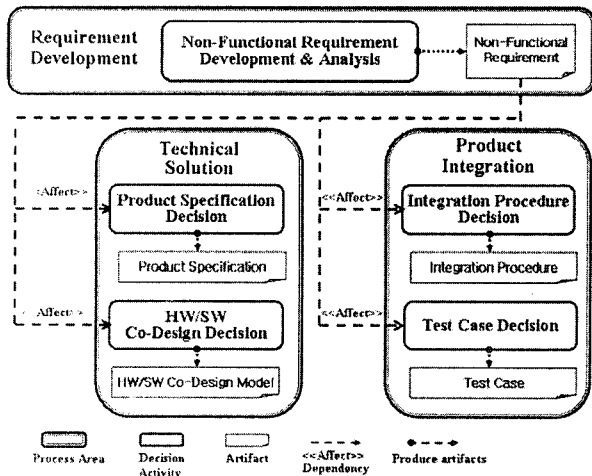 Requirement
Development
Non-Functional Requirement
Development & Analysis
Non-Functional
Requirement
Technical
Solution
Product
Integration
<Affect>>
Product Specification
Decision
<<Affect>>
Integration Procedure
Decision
Product Specification
Integration Procedure
<Affect>>
HW/SW
Co-Design Decision
<<Affect>>
Test Case Decision
HW/SW Co-Design Model
Test Case
Process Area
Decision
Activity
Artifact
<<Affect>>
Dependency
Produce artifacts